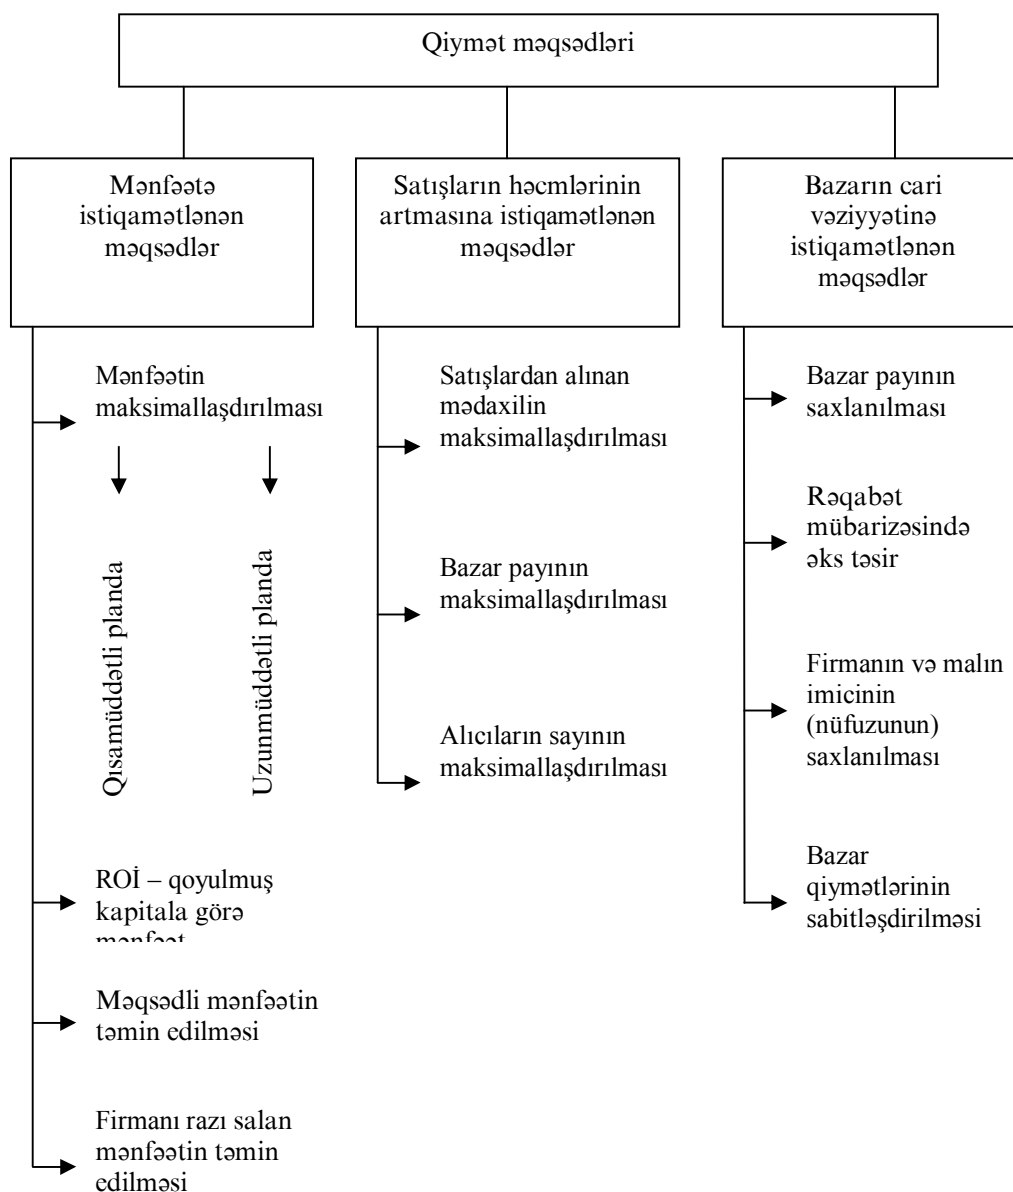 Qiymət məqsədləri
Mənfəətə
istiqamətlənən
məqsədlər
Mənfəətin
maksimallaşdırılması
Qısamüddətli planda
Uzunmüddətli planda
ROİ – qoyulmuş
kapitala görə
mənfəət
Məqsədli mənfəətin
təmin edilməsi
Firmanı razı salan
mənfəətin təmin
edilməsi
Satışların həcmlərinin
artmasına istiqamətlənən
məqsədlər
Satışlardan alınan
mədaxilin
maksimallaşdırılması
Bazar payının
maksimallaşdırılması
Alıcıların sayının
maksimallaşdırılması
Bazarın cari
vəziyyətinə
istiqamətlənən
məqsədlər
Bazar payının
saxlanılması
Rəqabət
mübarizəsində
əks təsir
Firmanın və malın
imicinin
(nüfuzunun)
saxlanılması
Bazar
qiymətlərinin
sabitləşdirilməsi